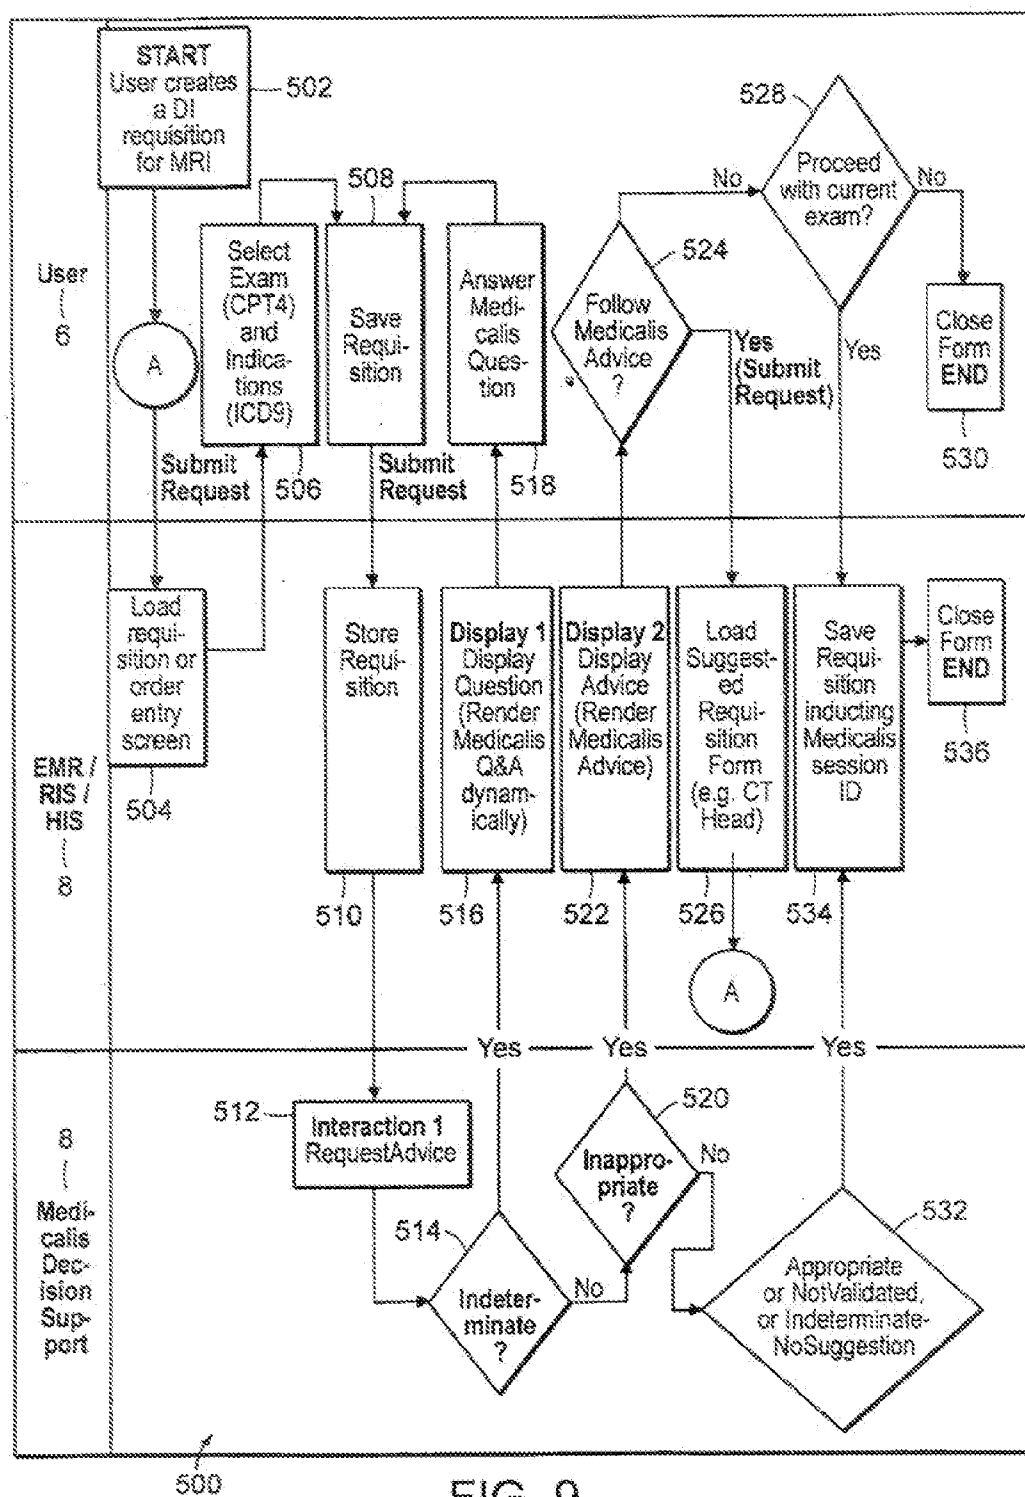 START
User creates
a DI
requisition
for MRI
502
User
6
A
Submit
Request
Select
Exam
(CPT4)
and
Indica-
tions
(ICD9)
506
508
Save
Requi-
sition
Submit
Request
Answer
Medi-
calis
Ques-
tion
518
Follow
Medicalis
Advice
?
524
No
Yes
(Submit
Request)
528
Proceed
with current
exam?
No
Yes
Close
Form
END
530
EMR /
RIS /
HIS
8
Load
requi-
sition or
order
entry
screen
504
Store
Requi-
sition
510
Display 1
Display
Question
(Render
Medicalis
Q&A
dynam-
ically)
516
Display 2
Display
Advice
(Render
Medicalis
Advice)
522
Load
Suggest-
ed
Requi-
sition
Form
(e.g. CT
Head)
526
A
Save
Requi-
sition
inducting
Medicalis
session
ID
534
Close
Form
END
536
Yes
Yes
Yes
8
Medi-
calis
Dec-
ision
Sup-
port
512
Interaction 1
RequestAdvice
514
Indeter-
minate
?
No
520
Inappro-
priate
?
No
532
Appropriate
or NotValidated,
or Indeterminate-
NoSuggestion
500
FIG. 9